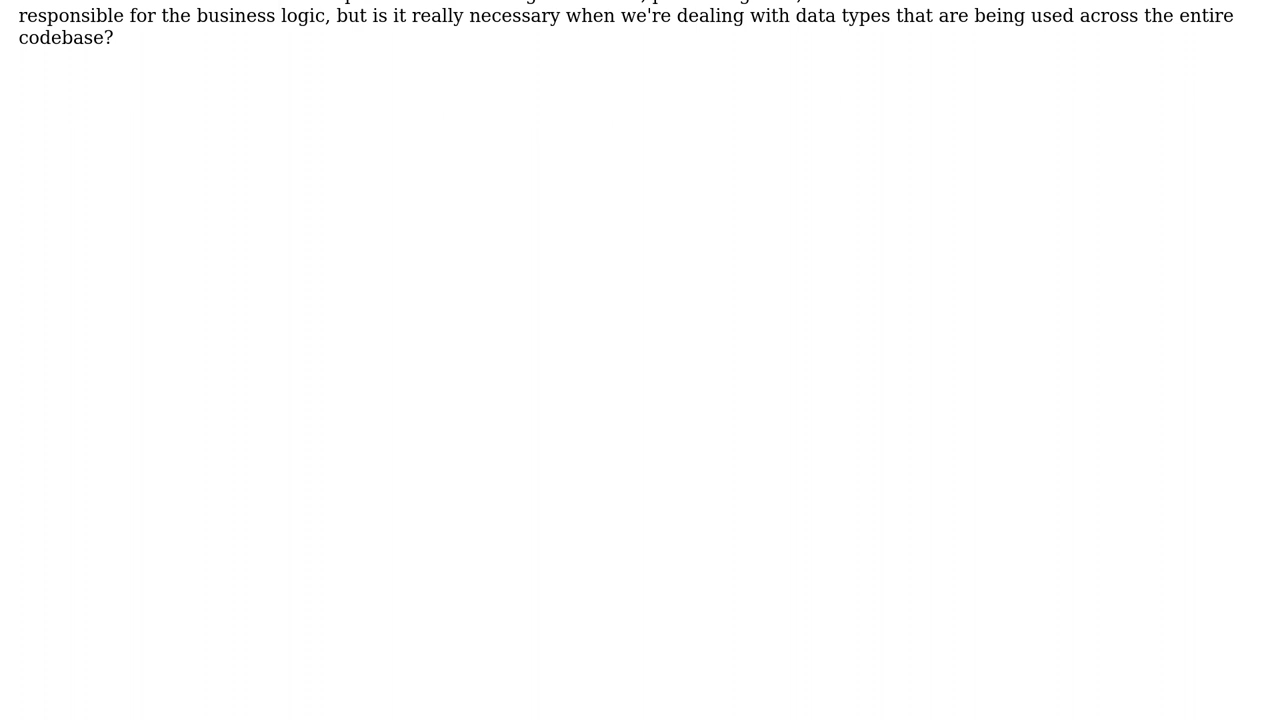 responsible for the business logic, but is it really necessary when we're dealing with data types that are being used across the entire
codebase?